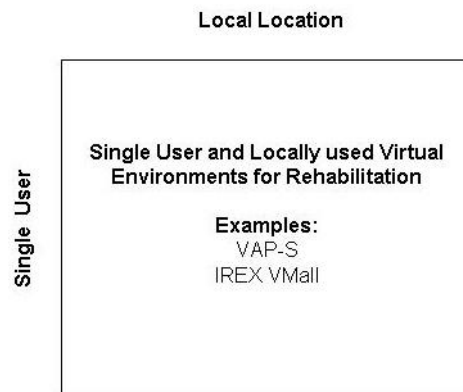 Local Location
Single User
Single User and Locally used Virtual
Environments for Rehabilitation
Examples:
VAP-S
IREX VMall